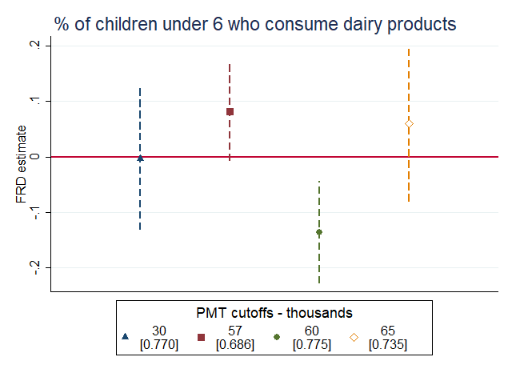 % of children under 6 who consume dairy products
FRD estimate
.2
.1
0
-.1
-.2
PMT cutoffs - thousands
30 57 60 65
[0.770] [0.686] [0.775] [0.735]